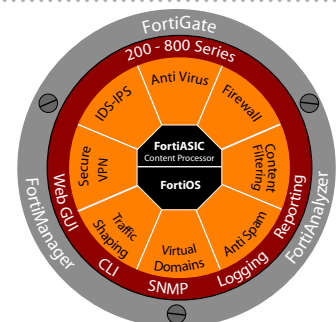 FortiGate
200 - 800 Series
Anti Virus
Firewall
Content
Filtering
Anti Spam
Virtual
Domains
Traffic
Shaping
Secure
VPN
IDS-IPS
FortiASIC
Content Processor
FortiOS
Web GUI
CLI
SNMP
Logging
Reporting
FortiManager
FortiAnalyzer